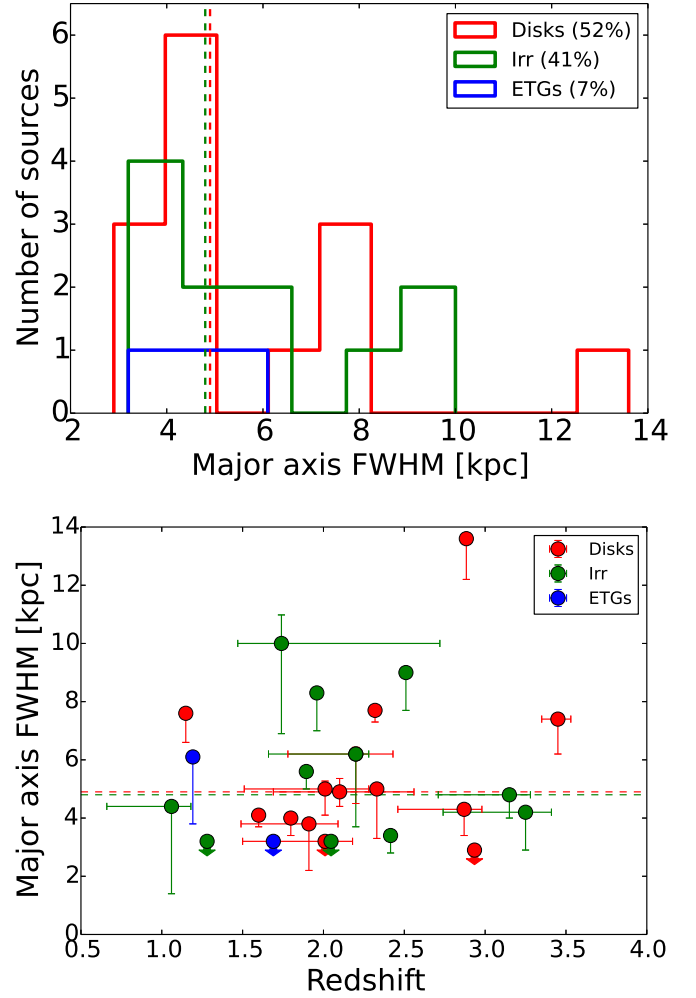 Number of sources
6
5
4
3
2
1
0
Disks (52%)
Irr (41%)
ETGs (7%)
2 4 6 8 10 12 14
Major axis FWHM [kpc]
Major axis FWHM [kpc]
14
12
10
8
6
4
2
0
Disks
Irr
ETGs
0.5 1.0 1.5 2.0 2.5 3.0 3.5 4.0
Redshift